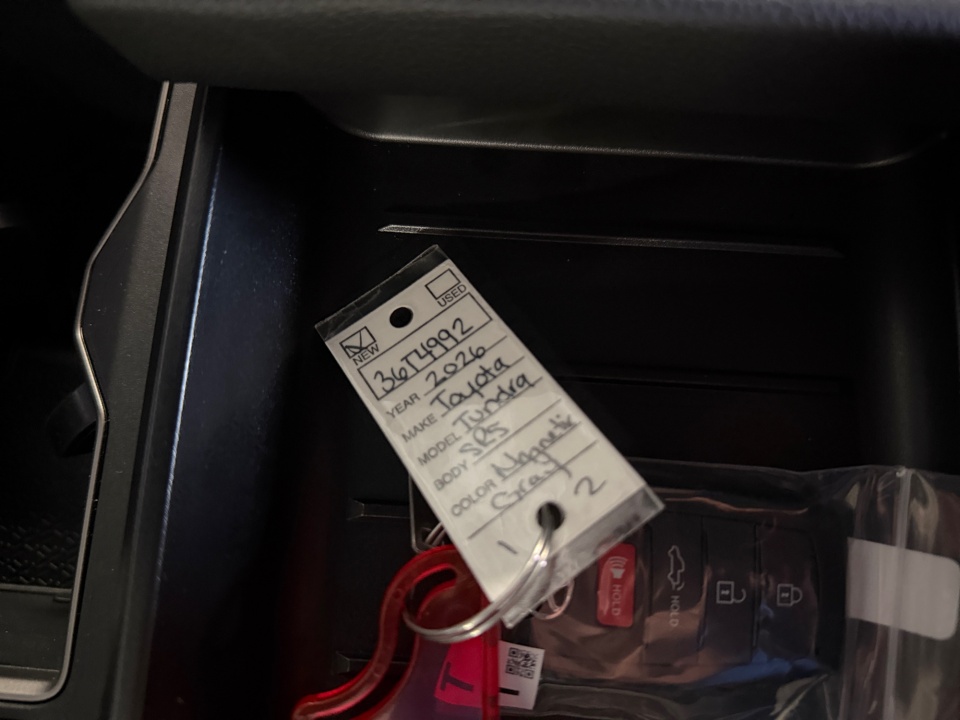 NEW USED
36T4992
YEAR 2026
MAKE Toyota
MODEL Tundra
BODY SR5
COLOR Magnetic
Gray
1 2
HOLD
HOLD
T